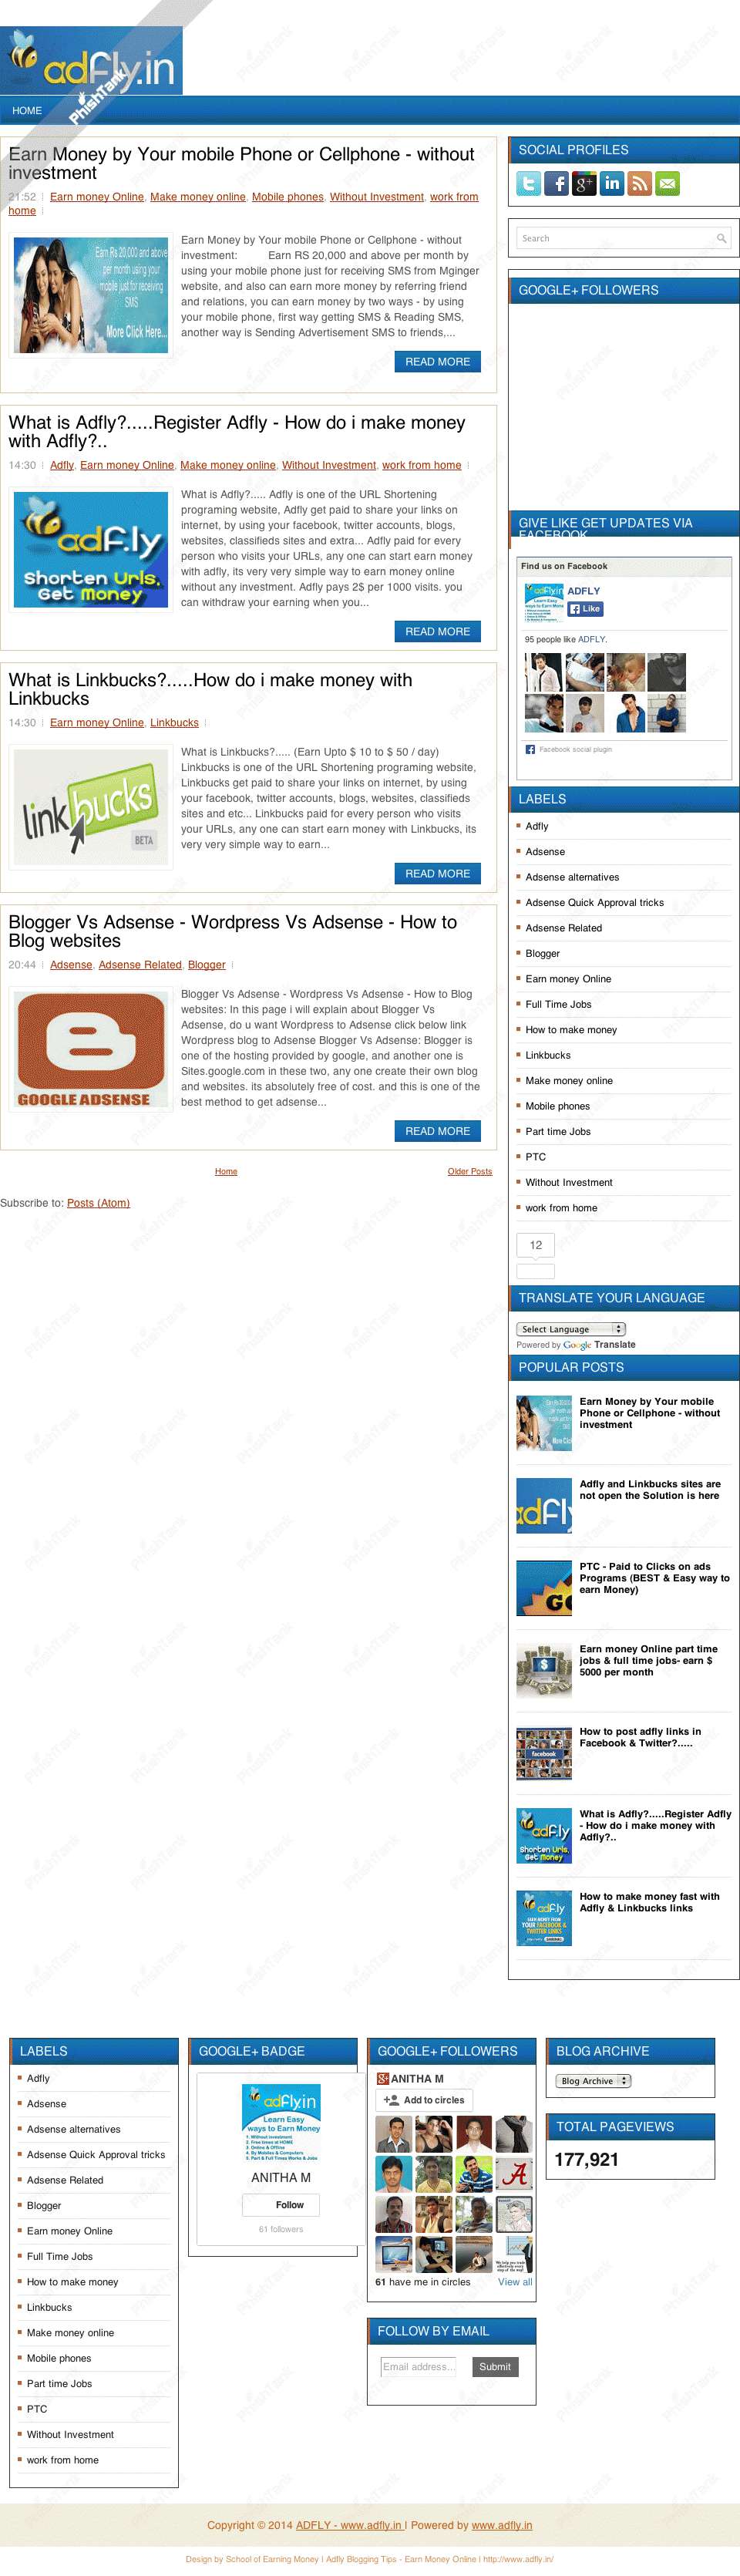 adfly.in
PhishTank
HOME
Earn Money by Your mobile Phone or Cellphone - without
investment
21:52 | Earn money Online, Make money online, Mobile phones, Without Investment, work from
home |
Earn Rs 20,000 and above
per month using your
mobile just for receiving
SMS
More Click Here...
Earn Money by Your mobile Phone or Cellphone - without
investment: Earn RS 20,000 and above per month by
using your mobile phone just for receiving SMS from Mginger
website, and also can earn more money by referring friend
and relations, you can earn money by two ways - by using
your mobile phone, first way getting SMS & Reading SMS,
another way is Sending Advertisement SMS to friends,...
READ MORE
What is Adfly?.....Register Adfly - How do i make money
with Adfly?..
14:30 | Adfly, Earn money Online, Make money online, Without Investment, work from home |
adf.ly
Shorten Urls,
Get Money
What is Adfly?..... Adfly is one of the URL Shortening
programing website, Adfly get paid to share your links on
internet, by using your facebook, twitter accounts, blogs,
websites, classifieds sites and extra... Adfly paid for every
person who visits your URLs, any one can start earn money
with adfly, its very very simple way to earn money online
without any investment. Adfly pays 2$ per 1000 visits. you
can withdraw your earning when you...
READ MORE
What is Linkbucks?.....How do i make money with
Linkbucks
14:30 | Earn money Online, Linkbucks |
linkbucks
BETA
What is Linkbucks?..... (Earn Upto $ 10 to $ 50 / day)
Linkbucks is one of the URL Shortening programing website,
Linkbucks get paid to share your links on internet, by using
your facebook, twitter accounts, blogs, websites, classifieds
sites and etc... Linkbucks paid for every person who visits
your URLs, any one can start earn money with Linkbucks, its
very very simple way to earn...
READ MORE
Blogger Vs Adsense - Wordpress Vs Adsense - How to
Blog websites
20:44 | Adsense, Adsense Related, Blogger |
GOOGLE ADSENSE
Blogger Vs Adsense - Wordpress Vs Adsense - How to Blog
websites: In this page i will explain about Blogger Vs
Adsense, do u want Wordpress to Adsense click below link
Wordpress blog to Adsense Blogger Vs Adsense: Blogger is
one of the hosting provided by google, and another one is
Sites.google.com in these two, any one create their own blog
and websites. its absolutely free of cost. and this is one of the
best method to get adsense...
READ MORE
Home
Older Posts
Subscribe to: Posts (Atom)
SOCIAL PROFILES
Search
GOOGLE+ FOLLOWERS
GIVE LIKE GET UPDATES VIA
FACEBOOK
Find us on Facebook
ADFLY
Like
95 people like ADFLY.
Facebook social plugin
LABELS
Adfly
Adsense
Adsense alternatives
Adsense Quick Approval tricks
Adsense Related
Blogger
Earn money Online
Full Time Jobs
How to make money
Linkbucks
Make money online
Mobile phones
Part time Jobs
PTC
Without Investment
work from home
12
TRANSLATE YOUR LANGUAGE
Select Language
Powered by Google Translate
POPULAR POSTS
Earn Money by Your mobile
Phone or Cellphone - without
investment
Adfly and Linkbucks sites are
not open the Solution is here
PTC - Paid to Clicks on ads
Programs (BEST & Easy way to
earn Money)
Earn money Online part time
jobs & full time jobs- earn $
5000 per month
facebook
How to post adfly links in
Facebook & Twitter?.....
adf.ly
Shorten Urls,
Get Money
What is Adfly?.....Register Adfly
- How do i make money with
Adfly?..
adf.ly
How to make money fast with
Adfly & Linkbucks links
LABELS
Adfly
Adsense
Adsense alternatives
Adsense Quick Approval tricks
Adsense Related
Blogger
Earn money Online
Full Time Jobs
How to make money
Linkbucks
Make money online
Mobile phones
Part time Jobs
PTC
Without Investment
work from home
GOOGLE+ BADGE
adflyin
Learn Easy
ways to Earn Money
ANITHA M
Follow
61 followers
GOOGLE+ FOLLOWERS
ANITHA M
Add to circles
61 have me in circles View all
FOLLOW BY EMAIL
Email address...
Submit
BLOG ARCHIVE
Blog Archive
TOTAL PAGEVIEWS
177,921
Copyright © 2014 ADFLY - www.adfly.in | Powered by www.adfly.in
Design by School of Earning Money | Adfly Blogging Tips - Earn Money Online | http://www.adfly.in/